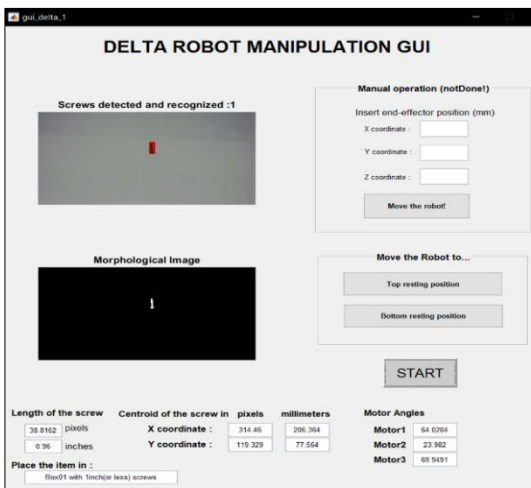 gui_delta_1
DELTA ROBOT MANIPULATION GUI
Screws detected and recognized :1
Manual operation (notDone!)
Insert end-effector position (mm)
X coordinate :
Y coordinate :
Z coordinate :
Move the robot!
Morphological Image
Move the Robot to...
Top resting position
Bottom resting position
START
Length of the screw
38.8162 pixels
0.96 inches
Centroid of the screw in pixels millimeters
X coordinate : 314.46 206.364
Y coordinate : 119.329 77.564
Motor Angles
Motor1 64.0204
Motor2 23.982
Motor3 69.9491
Place the item in :
Box01 with 1inch(or less) screws